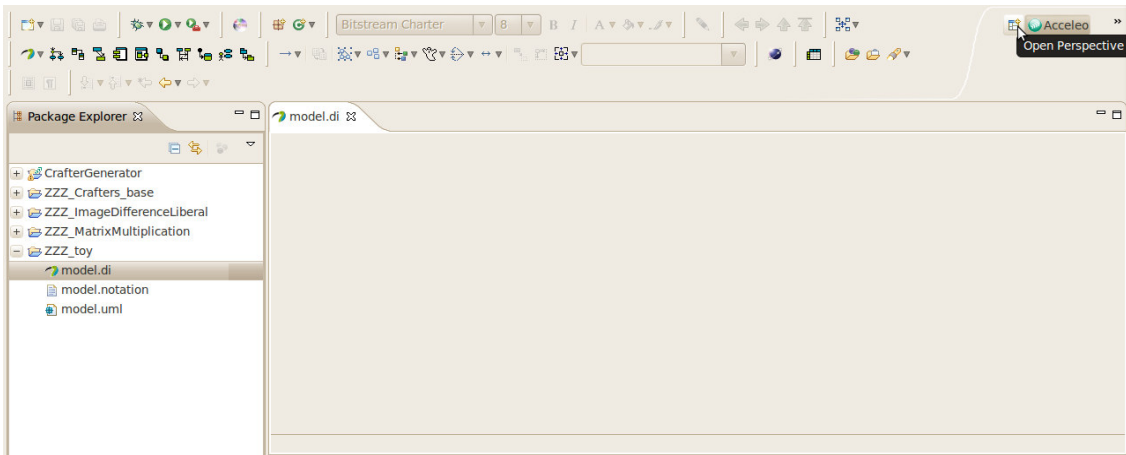 Bitstream Charter 8 B I A Acceleo »
Open Perspective
Package Explorer model.di
CrafterGenerator
ZZZ_Crafters_base
ZZZ_ImageDifferenceLiberal
ZZZ_MatrixMultiplication
ZZZ_toy
model.di
model.notation
model.uml